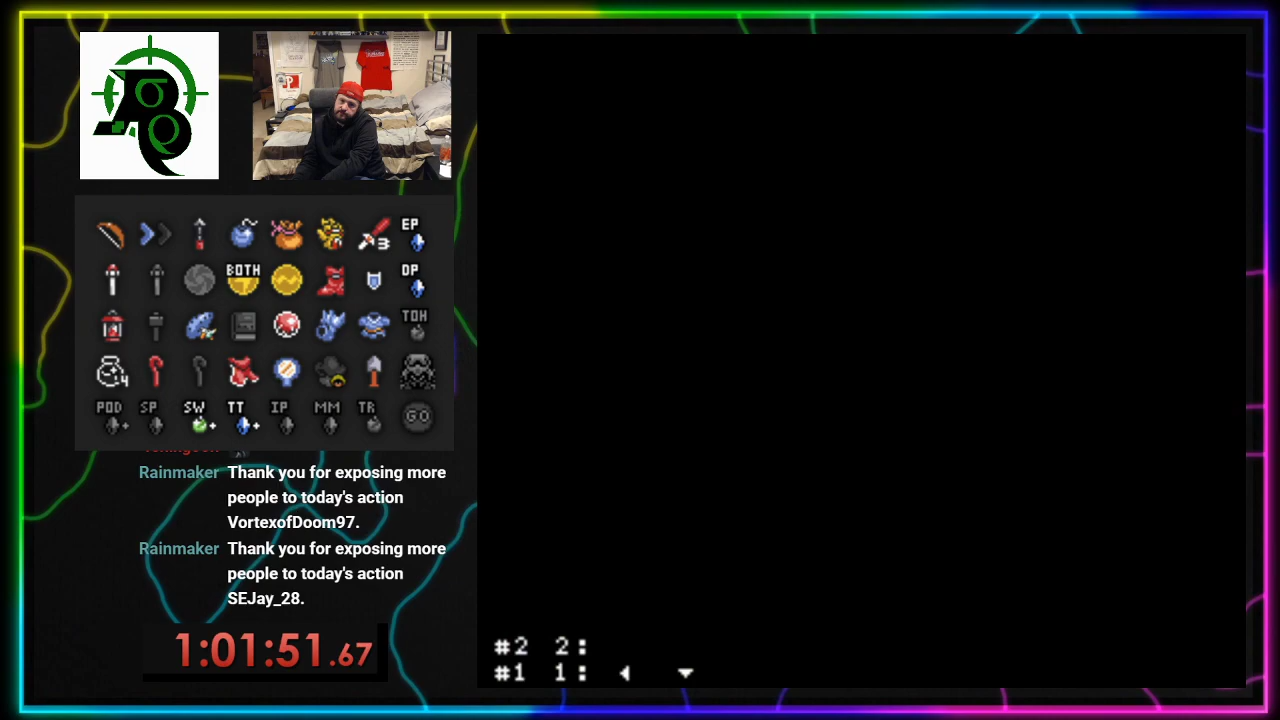 EP
BOTH
DP
3
TOH
4
POD
SP
SW
TT
IP
MM
TR
GO
Rainmaker Thank you for exposing more
people to today's action
VortexofDoom97.
Rainmaker Thank you for exposing more
people to today's action
SEJay_28.
1:01:51.67
#2 2:
#1 1: